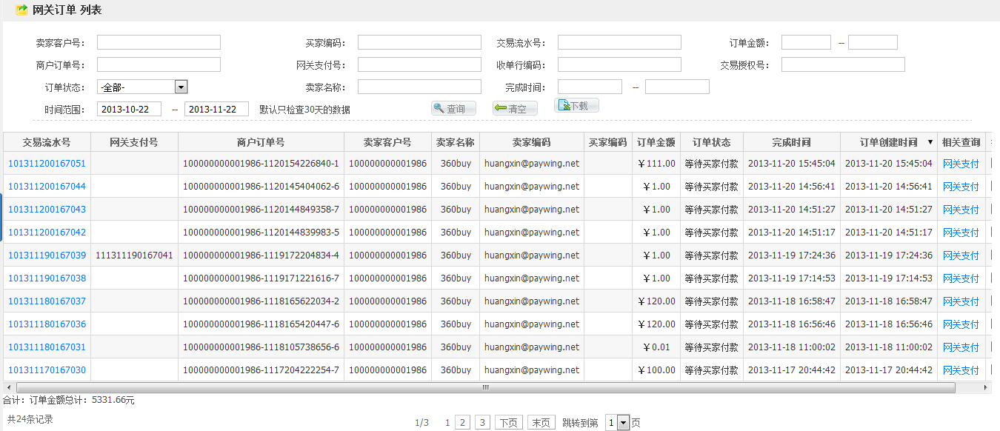 网关订单 列表
卖家客户号： 买家编码： 交易流水号： 订单金额： --
商户订单号： 网关支付号： 收单行编码： 交易授权号：
订单状态： -全部- 卖家名称： 完成时间： --
时间范围： 2013-10-22 -- 2013-11-22 默认只检查30天的数据 查询 清空 下载
交易流水号 网关支付号 商户订单号 卖家客户号 卖家名称 卖家编码 买家编码 订单金额 订单状态 完成时间 订单创建时间 ▼ 相关查询
101311200167051 100000000001986-1120154226840-1 100000000001986 360buy huangxin@paywing.net ￥111.00 等待买家付款 2013-11-20 15:45:04 2013-11-20 15:45:04 网关支付
101311200167044 100000000001986-1120145404062-6 100000000001986 360buy huangxin@paywing.net ￥1.00 等待买家付款 2013-11-20 14:56:41 2013-11-20 14:56:41 网关支付
101311200167043 100000000001986-1120144849358-7 100000000001986 360buy huangxin@paywing.net ￥1.00 等待买家付款 2013-11-20 14:51:27 2013-11-20 14:51:27 网关支付
101311200167042 100000000001986-1120144839983-5 100000000001986 360buy huangxin@paywing.net ￥1.00 等待买家付款 2013-11-20 14:51:17 2013-11-20 14:51:17 网关支付
101311190167039 111311190167041 100000000001986-1119172204834-4 100000000001986 360buy huangxin@paywing.net ￥1.00 等待买家付款 2013-11-19 17:24:36 2013-11-19 17:24:36 网关支付
101311190167038 100000000001986-1119171221616-7 100000000001986 360buy huangxin@paywing.net ￥1.00 等待买家付款 2013-11-19 17:14:53 2013-11-19 17:14:53 网关支付
101311180167037 100000000001986-1118165622034-2 100000000001986 360buy huangxin@paywing.net ￥120.00 等待买家付款 2013-11-18 16:58:47 2013-11-18 16:58:47 网关支付
101311180167036 100000000001986-1118165420447-6 100000000001986 360buy huangxin@paywing.net ￥120.00 等待买家付款 2013-11-18 16:56:46 2013-11-18 16:56:46 网关支付
101311180167031 100000000001986-1118105738656-6 100000000001986 360buy huangxin@paywing.net ￥0.01 等待买家付款 2013-11-18 11:00:02 2013-11-18 11:00:02 网关支付
101311170167030 100000000001986-1117204222254-7 100000000001986 360buy huangxin@paywing.net ￥100.00 等待买家付款 2013-11-17 20:44:42 2013-11-17 20:44:42 网关支付
合计：订单金额总计：5331.66元
共24条记录
1/3 1 2 3 下页 末页 跳转到第 1 页